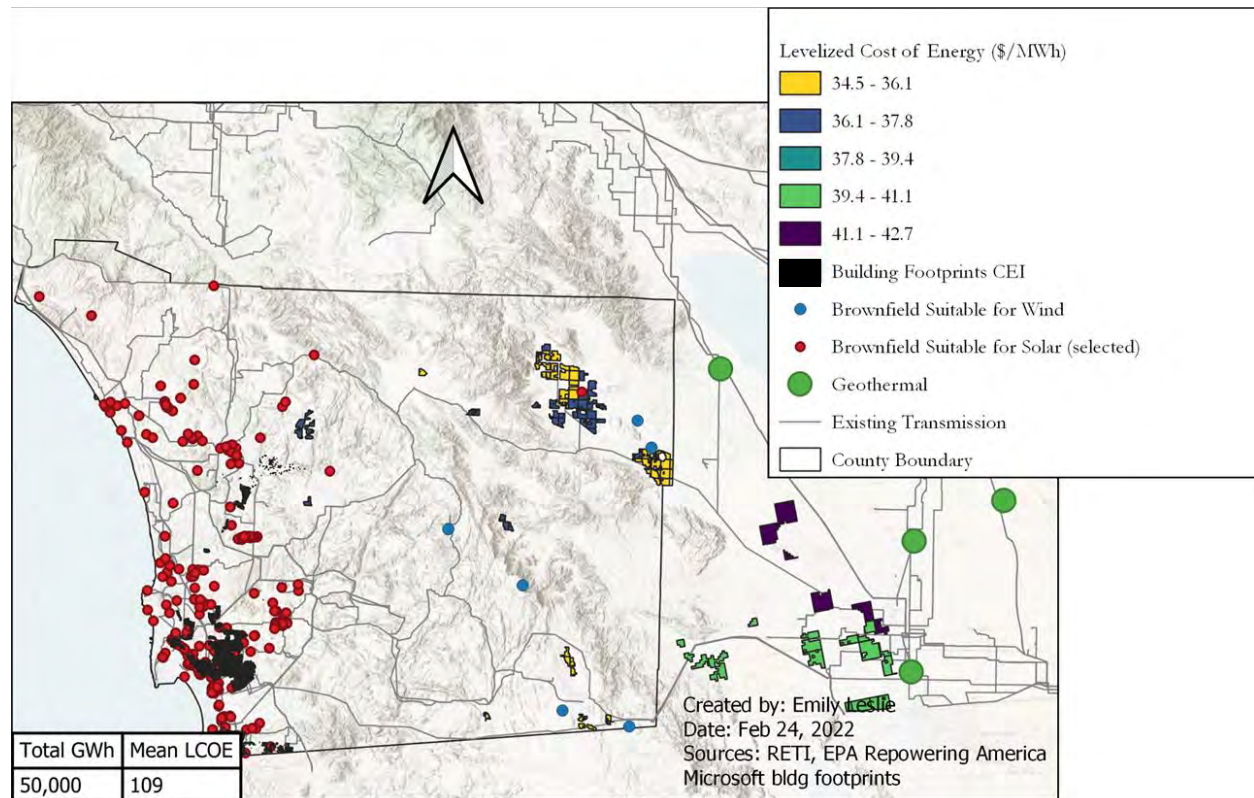 Levelized Cost of Energy ($/MWh)
34.5 - 36.1
36.1 - 37.8
37.8 - 39.4
39.4 - 41.1
41.1 - 42.7
Building Footprints CEI
Brownfield Suitable for Wind
Brownfield Suitable for Solar (selected)
Geothermal
Existing Transmission
County Boundary
Created by: Emily Leslie
Date: Feb 24, 2022
Sources: RETI, EPA Repowering America
Microsoft bldg footprints
Total GWh Mean LCOE
50,000 109